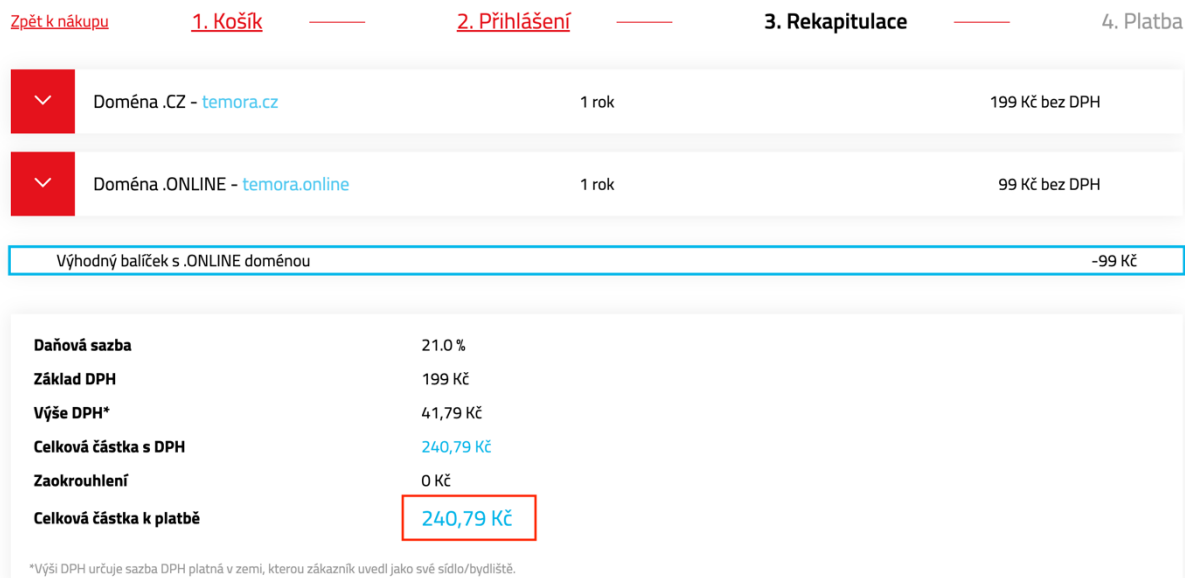 Zpět k nákupu 1. Košík 2. Přihlášení 3. Rekapitulace 4. Platba
Doména .CZ - temora.cz 1 rok 199 Kč bez DPH
Doména .ONLINE - temora.online 1 rok 99 Kč bez DPH
Výhodný balíček s .ONLINE doménou -99 Kč
Daňová sazba 21.0 %
Základ DPH 199 Kč
Výše DPH* 41,79 Kč
Celková částka s DPH 240,79 Kč
Zaokrouhlení 0 Kč
Celková částka k platbě 240,79 Kč
*Výši DPH určuje sazba DPH platná v zemi, kterou zákazník uvedl jako své sídlo/bydliště.